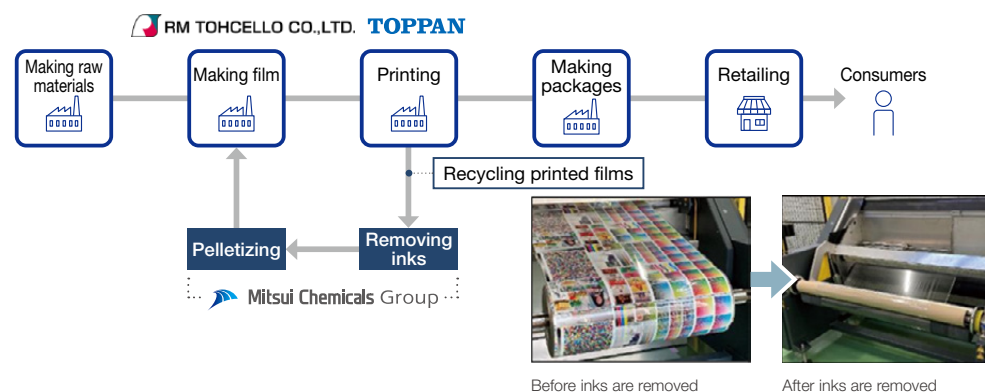 RM TOHCELLO CO.,LTD. TOPPAN
Making raw
materials
Making film
Printing
Making
packages
Retailing
Consumers
Recycling printed films
Pelletizing
Removing
inks
Mitsui Chemicals Group
Before inks are removed
After inks are removed